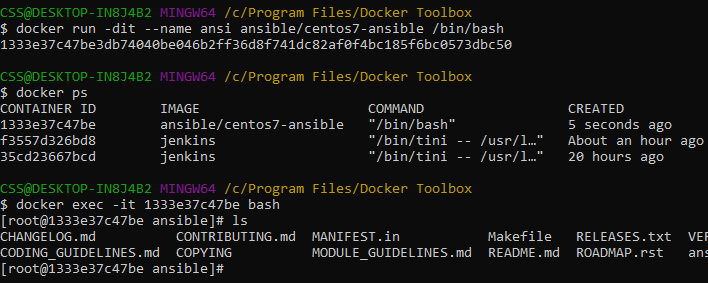 CSS@DESKTOP-IN8J4B2 MINGW64 /c/Program Files/Docker Toolbox
$ docker run -dit --name ansi ansible/centos7-ansible /bin/bash
1333e37c47be3db74040be046b2ff36d8f741dc82af0f4bc185f6bc0573dbc50
CSS@DESKTOP-IN8J4B2 MINGW64 /c/Program Files/Docker Toolbox
$ docker ps
CONTAINER ID IMAGE COMMAND CREATED
1333e37c47be ansible/centos7-ansible "/bin/bash" 5 seconds ago
f3557d326bd8 jenkins "/bin/tini -- /usr/l…" About an hour ago
35cd23667bcd jenkins "/bin/tini -- /usr/l…" 20 hours ago
CSS@DESKTOP-IN8J4B2 MINGW64 /c/Program Files/Docker Toolbox
$ docker exec -it 1333e37c47be bash
[root@1333e37c47be ansible]# ls
CHANGELOG.md CONTRIBUTING.md MANIFEST.in Makefile RELEASES.txt VER
CODING_GUIDELINES.md COPYING MODULE_GUIDELINES.md README.md ROADMAP.rst ans
[root@1333e37c47be ansible]#